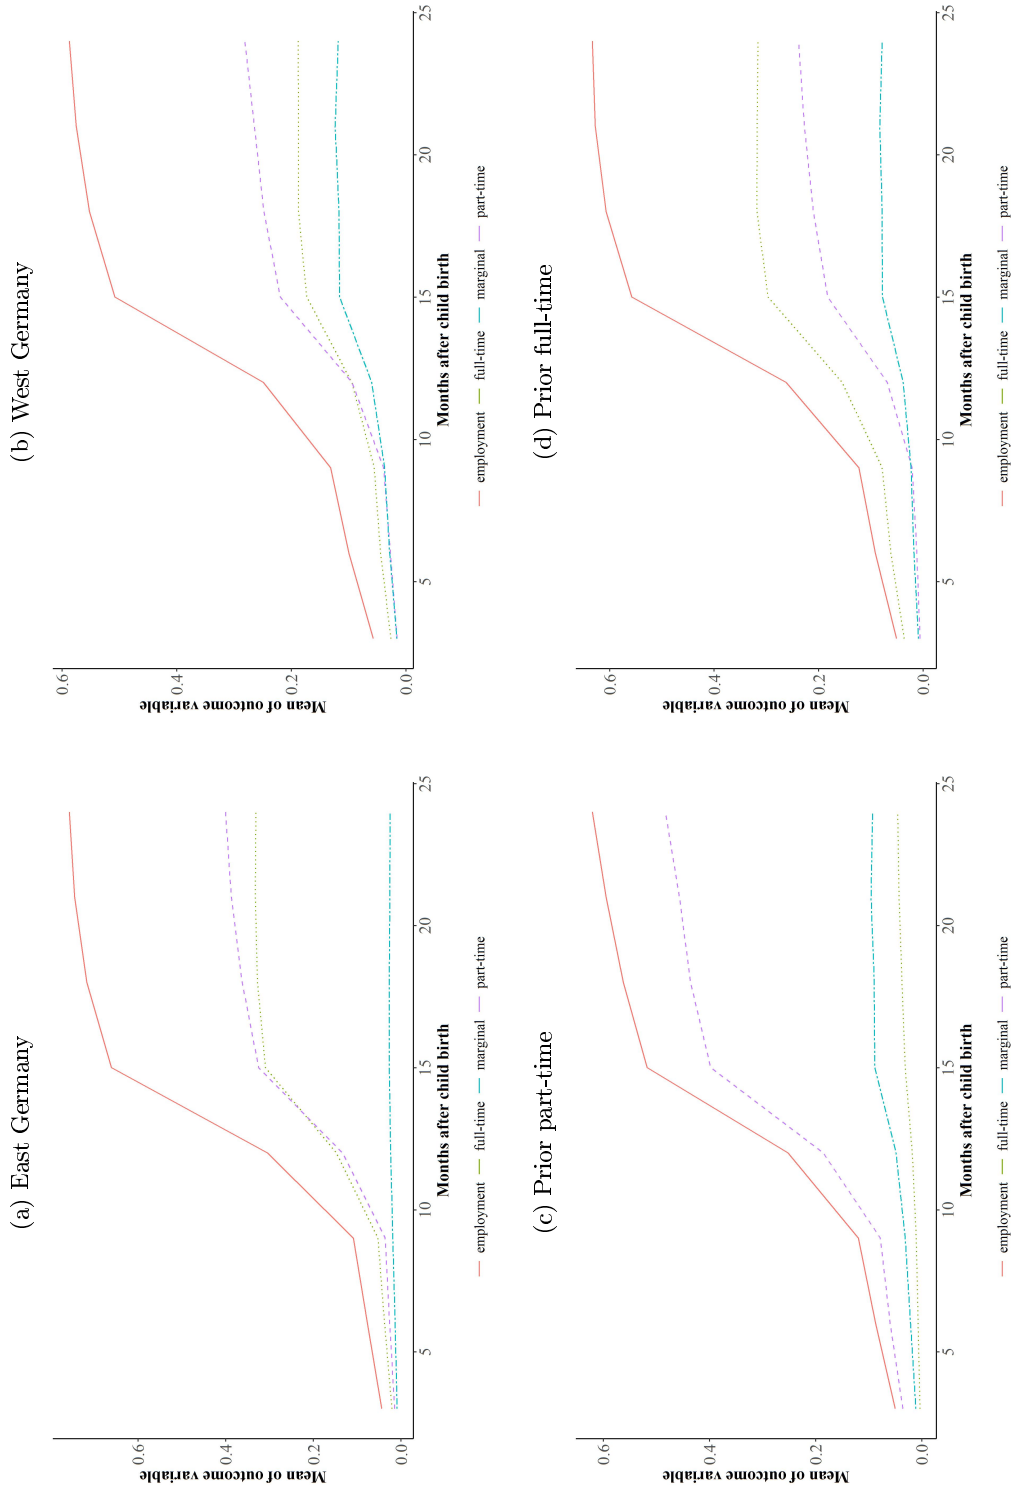 (a) East Germany
Mean of outcome variable
0.6
0.4
0.2
0.0
5
10
15
20
25
Months after child birth
employment full-time marginal part-time
(b) West Germany
Mean of outcome variable
0.6
0.4
0.2
0.0
5
10
15
20
25
Months after child birth
employment full-time marginal part-time
(c) Prior part-time
Mean of outcome variable
0.6
0.4
0.2
0.0
5
10
15
20
25
Months after child birth
employment full-time marginal part-time
(d) Prior full-time
Mean of outcome variable
0.6
0.4
0.2
0.0
5
10
15
20
25
Months after child birth
employment full-time marginal part-time